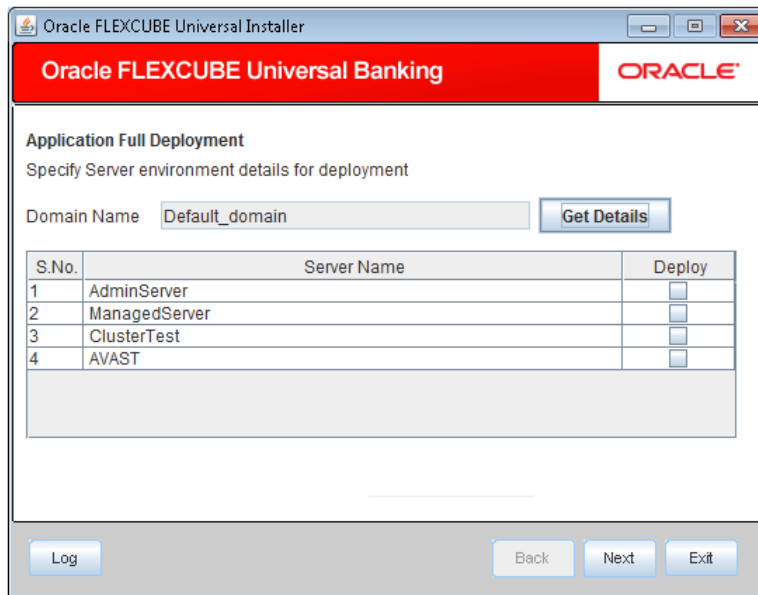 Oracle FLEXCUBE Universal Installer
Oracle FLEXCUBE Universal Banking ORACLE
Application Full Deployment
Specify Server environment details for deployment
Domain Name Default_domain Get Details
S.No. Server Name Deploy
1 AdminServer
2 ManagedServer
3 ClusterTest
4 AVAST
Log Back Next Exit